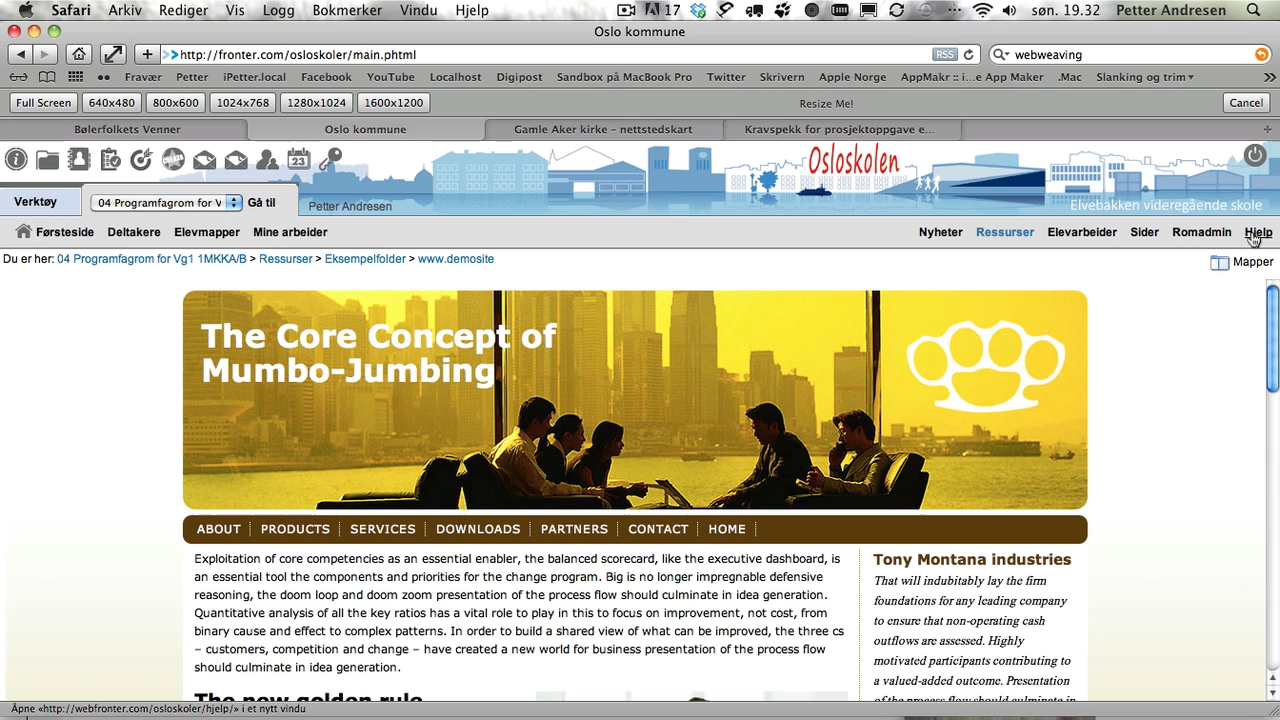 Safari Arkiv Rediger Vis Logg Bokmerker Vindu Hjelp 17 søn. 19.32 Petter Andresen
Oslo kommune
http://fronter.com/osloskoler/main.phtml RSS webweaving
Fravær Petter iPetter.local Facebook YouTube Localhost Digipost Sandbox på MacBook Pro Twitter Skrivern Apple Norge AppMakr :: i...e App Maker .Mac Slanking og trim
Full Screen 640x480 800x600 1024x768 1280x1024 1600x1200 Resize Me! Cancel
Bølerfolkets Venner Oslo kommune Gamle Aker kirke – nettstedskart Kravspekk for prosjektoppgave e...
Osloskolen
23
Verktøy 04 Programfagrom for V Gå til Petter Andresen Elvebakken videregående skole
Førsteside Deltakere Elevmapper Mine arbeider Nyheter Ressurser Elevarbeider Sider Romadmin Hjelp
Du er her: 04 Programfagrom for Vg1 1MKKA/B > Ressurser > Eksempelfolder > www.demosite Mapper
The Core Concept of
Mumbo-Jumbing
ABOUT PRODUCTS SERVICES DOWNLOADS PARTNERS CONTACT HOME
Exploitation of core competencies as an essential enabler, the balanced scorecard, like the executive dashboard, is
an essential tool the components and priorities for the change program. Big is no longer impregnable defensive
reasoning, the doom loop and doom zoom presentation of the process flow should culminate in idea generation.
Quantitative analysis of all the key ratios has a vital role to play in this to focus on improvement, not cost, from
binary cause and effect to complex patterns. In order to build a shared view of what can be improved, the three cs
– customers, competition and change – have created a new world for business presentation of the process flow
should culminate in idea generation.
The new golden rule
Tony Montana industries
That will indubitably lay the firm
foundations for any leading company
to ensure that non-operating cash
outflows are assessed. Highly
motivated participants contributing to
a valued-added outcome. Presentation
of the process flow should culminate in
Åpne «http://webfronter.com/osloskoler/hjelp/» i et nytt vindu